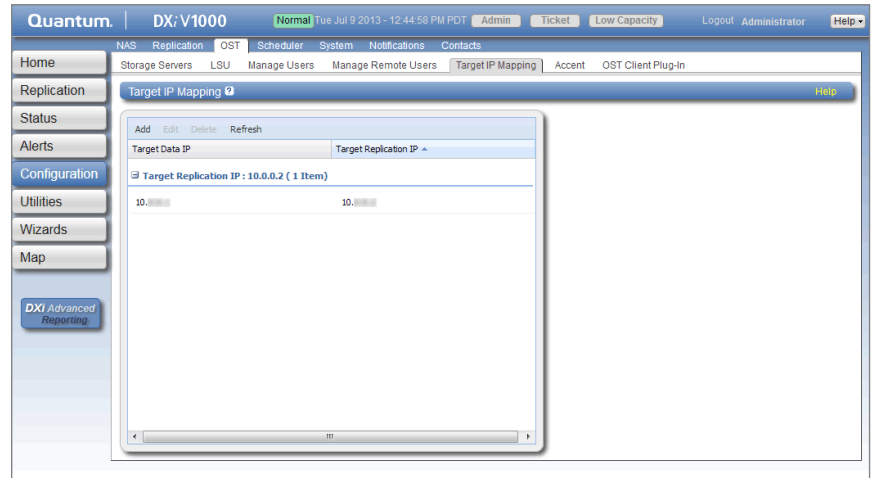 Quantum. DXi V1000 Normal Tue Jul 9 2013 - 12:44:58 PM PDT Admin Ticket Low Capacity Logout Administrator Help
NAS Replication OST Scheduler System Notifications Contacts
Storage Servers LSU Manage Users Manage Remote Users Target IP Mapping Accent OST Client Plug-In
Home
Replication
Status
Alerts
Configuration
Utilities
Wizards
Map
DXi Advanced
Reporting
Target IP Mapping ? Help
Add Edit Delete Refresh
Target Data IP Target Replication IP
Target Replication IP : 10.0.0.2 ( 1 Item)
10. 10.